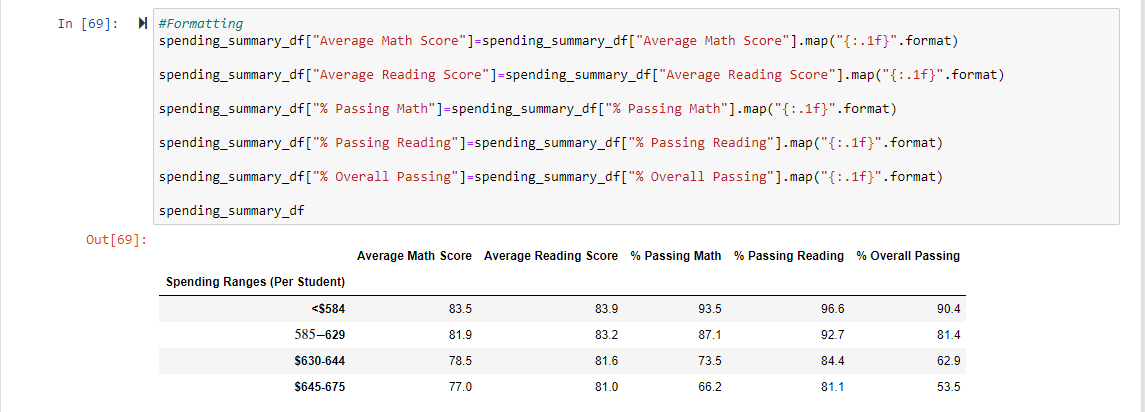 In [69]: #Formatting
spending_summary_df["Average Math Score"]=spending_summary_df["Average Math Score"].map("{:.1f}".format)
spending_summary_df["Average Reading Score"]=spending_summary_df["Average Reading Score"].map("{:.1f}".format)
spending_summary_df["% Passing Math"]=spending_summary_df["% Passing Math"].map("{:.1f}".format)
spending_summary_df["% Passing Reading"]=spending_summary_df["% Passing Reading"].map("{:.1f}".format)
spending_summary_df["% Overall Passing"]=spending_summary_df["% Overall Passing"].map("{:.1f}".format)
spending_summary_df
Out[69]:
Average Math Score Average Reading Score % Passing Math % Passing Reading % Overall Passing
Spending Ranges (Per Student)
<$584 83.5 83.9 93.5 96.6 90.4
585−629 81.9 83.2 87.1 92.7 81.4
$630-644 78.5 81.6 73.5 84.4 62.9
$645-675 77.0 81.0 66.2 81.1 53.5